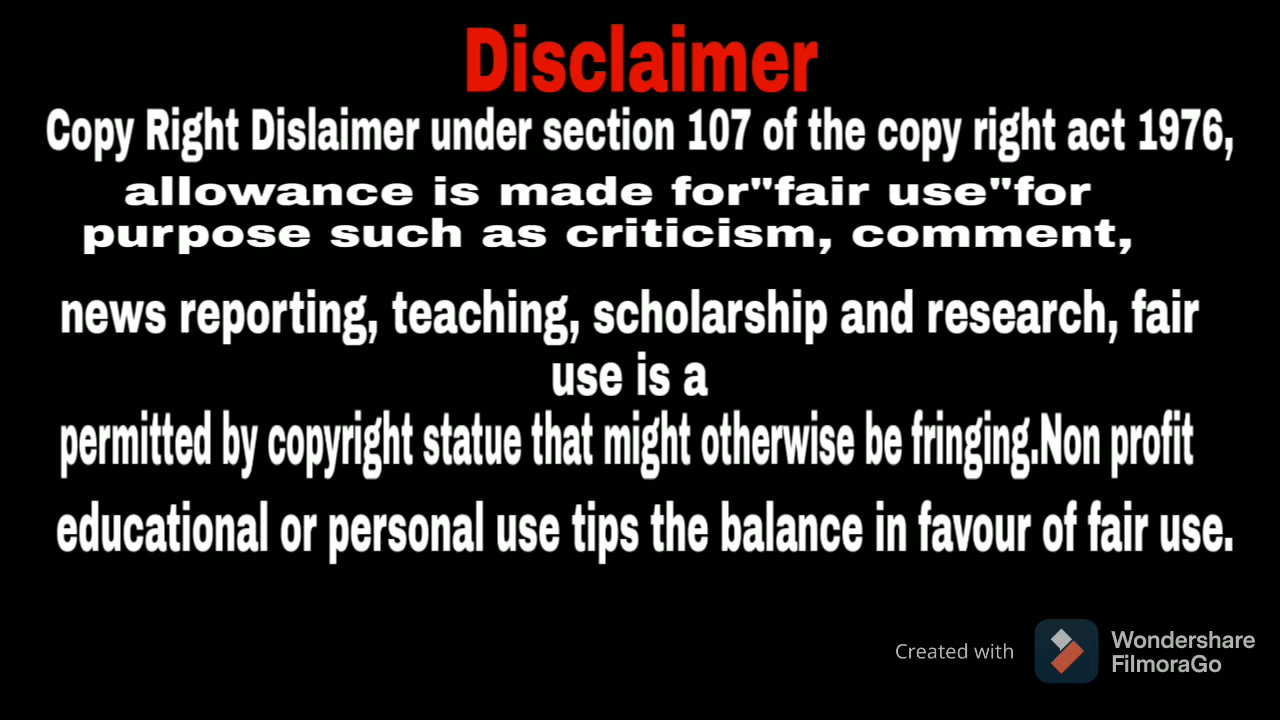 Disclaimer
Copy Right Dislaimer under section 107 of the copy right act 1976,
allowance is made for"fair use"for
purpose such as criticism, comment,
news reporting, teaching, scholarship and research, fair
use is a
permitted by copyright statue that might otherwise be fringing.Non profit
educational or personal use tips the balance in favour of fair use.
Created with
Wondershare
FilmoraGo